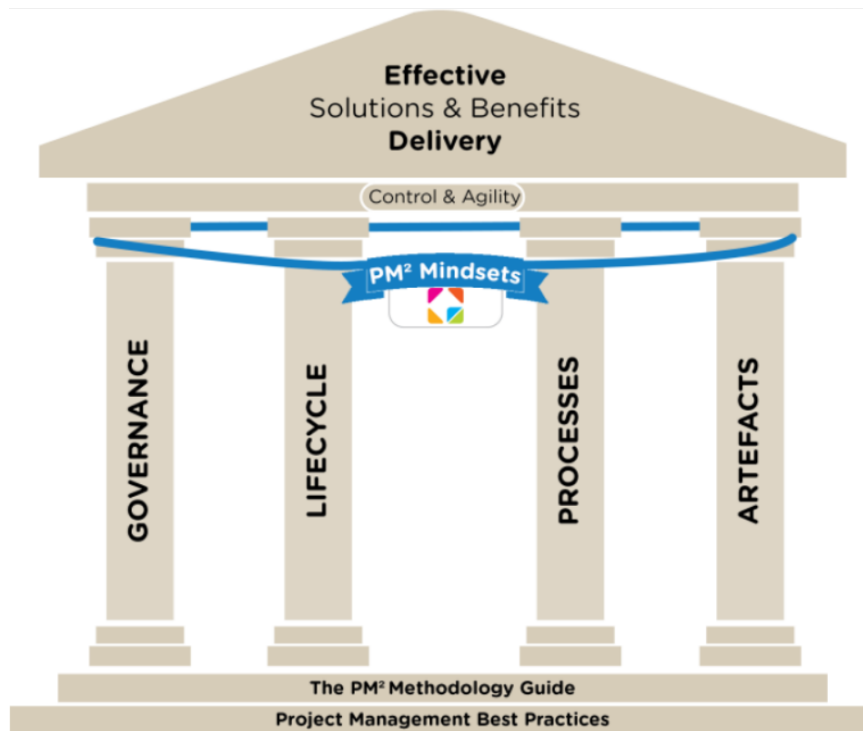 Effective
Solutions & Benefits
Delivery
Control & Agility
PM² Mindsets
GOVERNANCE
LIFECYCLE
PROCESSES
ARTEFACTS
The PM² Methodology Guide
Project Management Best Practices